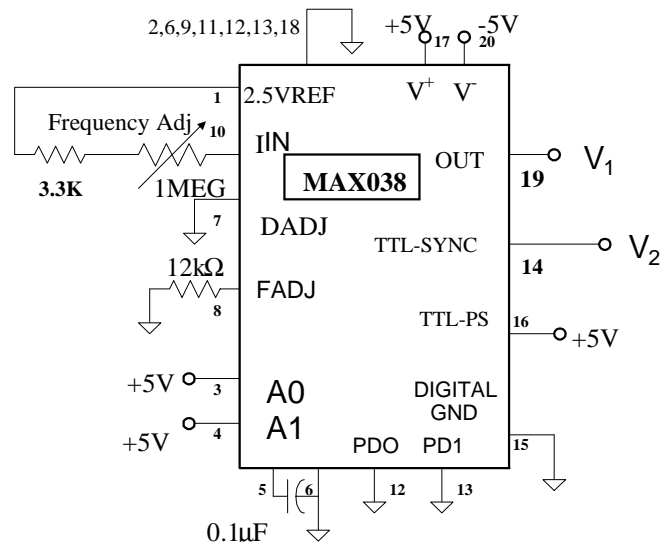 2,6,9,11,12,13,18
+5V -5V
17 20
1 2.5VREF V+ V-
Frequency Adj
10 IIN OUT V1
3.3K 1MEG MAX038 19
7 DADJ TTL-SYNC V2
14
12kΩ
FADJ
8 TTL-PS 16
+5V
+5V A0 DIGITAL
3 GND
+5V A1 15
4 PDO PD1
5 6 12 13
0.1µF